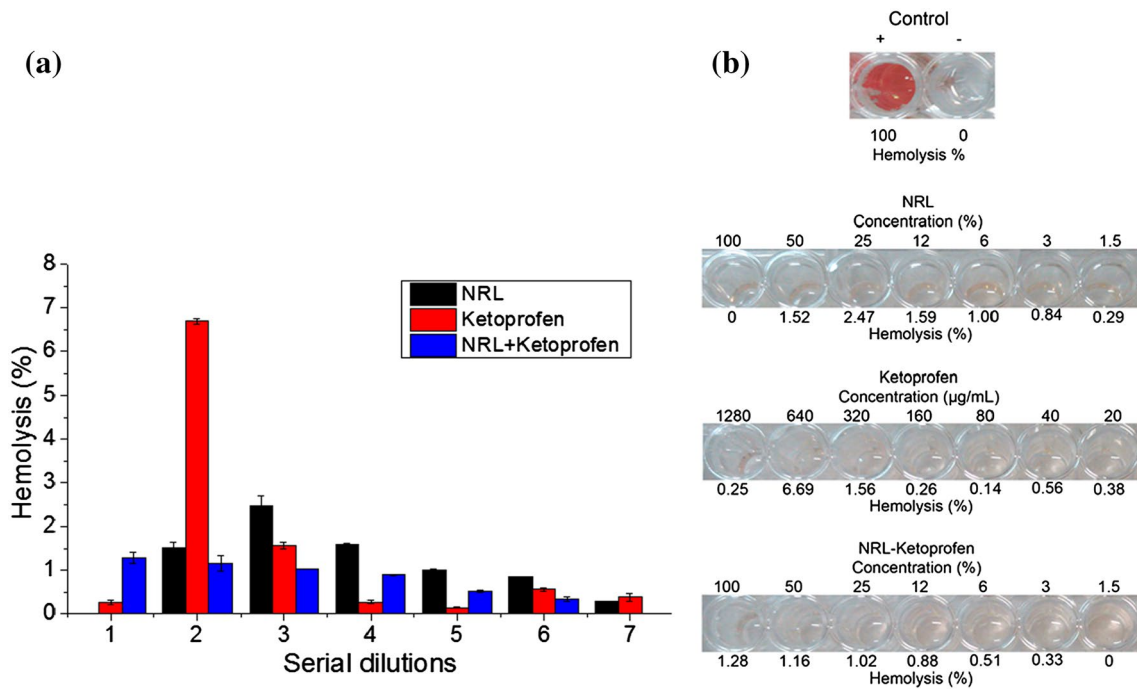 (a)
8
7
6
5
4
3
2
1
0
Hemolysis (%)
NRL
Ketoprofen
NRL+Ketoprofen
1 2 3 4 5 6 7
Serial dilutions
(b)
Control
+ -
100 0
Hemolysis %
NRL
Concentration (%)
100 50 25 12 6 3 1.5
0 1.52 2.47 1.59 1.00 0.84 0.29
Hemolysis (%)
Ketoprofen
Concentration (µg/mL)
1280 640 320 160 80 40 20
0.25 6.69 1.56 0.26 0.14 0.56 0.38
Hemolysis (%)
NRL-Ketoprofen
Concentration (%)
100 50 25 12 6 3 1.5
1.28 1.16 1.02 0.88 0.51 0.33 0
Hemolysis (%)